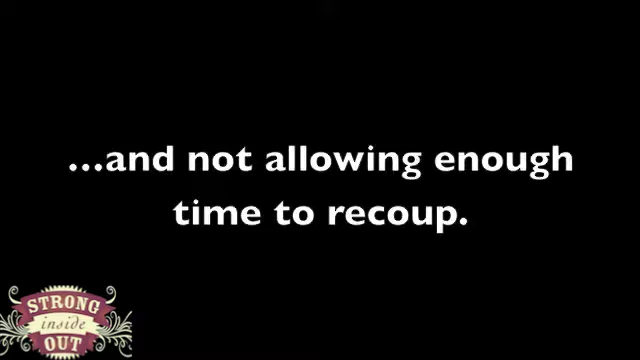 ...and not allowing enough
time to recoup.
STRONG
inside
OUT